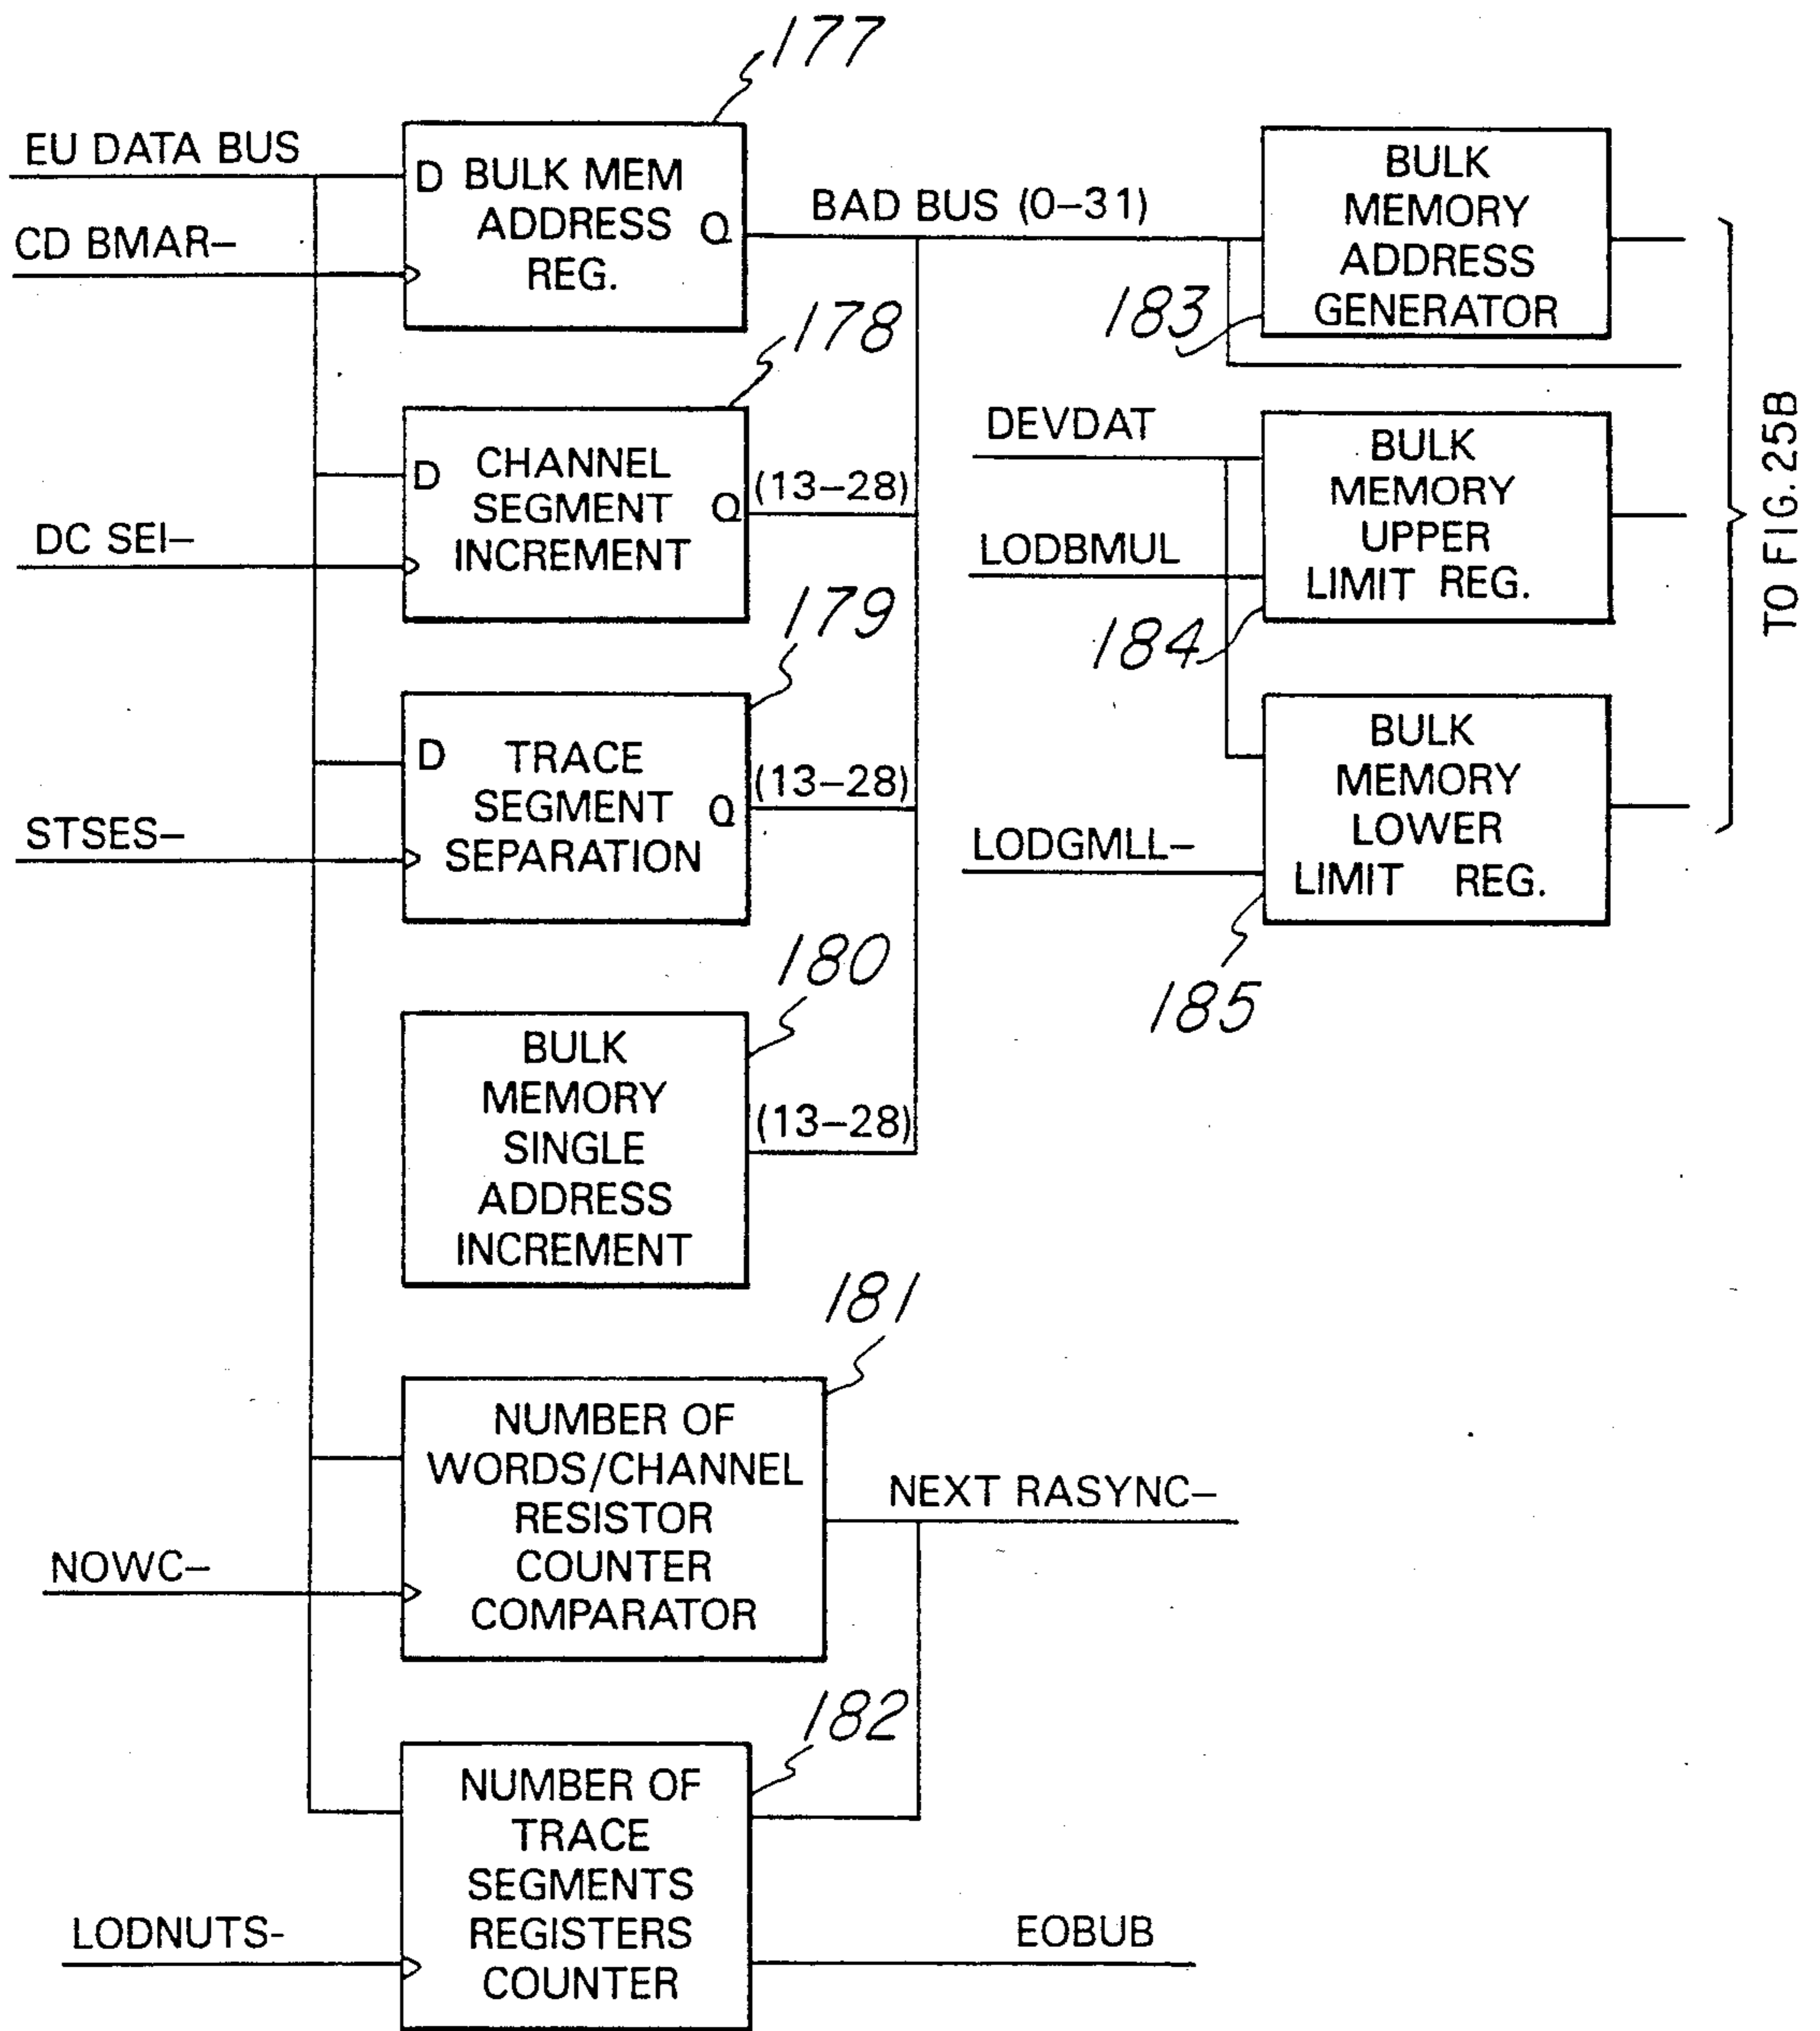 177
EU DATA BUS
CD BMAR–
D BULK MEM
ADDRESS Q
REG.
BAD BUS (0–31)
BULK
MEMORY
ADDRESS
GENERATOR
183
178
DC SEI–
D CHANNEL
SEGMENT Q
INCREMENT
(13–28)
DEVDAT
LODBMUL
BULK
MEMORY
UPPER
LIMIT REG.
184
TO FIG. 25B
179
STSES–
D TRACE
SEGMENT Q
SEPARATION
(13–28)
LODGMLL–
BULK
MEMORY
LOWER
LIMIT REG.
185
180
BULK
MEMORY
SINGLE
ADDRESS
INCREMENT
(13–28)
181
NOWC–
NUMBER OF
WORDS/CHANNEL
RESISTOR
COUNTER
COMPARATOR
NEXT RASYNC–
182
LODNUTS-
NUMBER OF
TRACE
SEGMENTS
REGISTERS
COUNTER
EOBUB